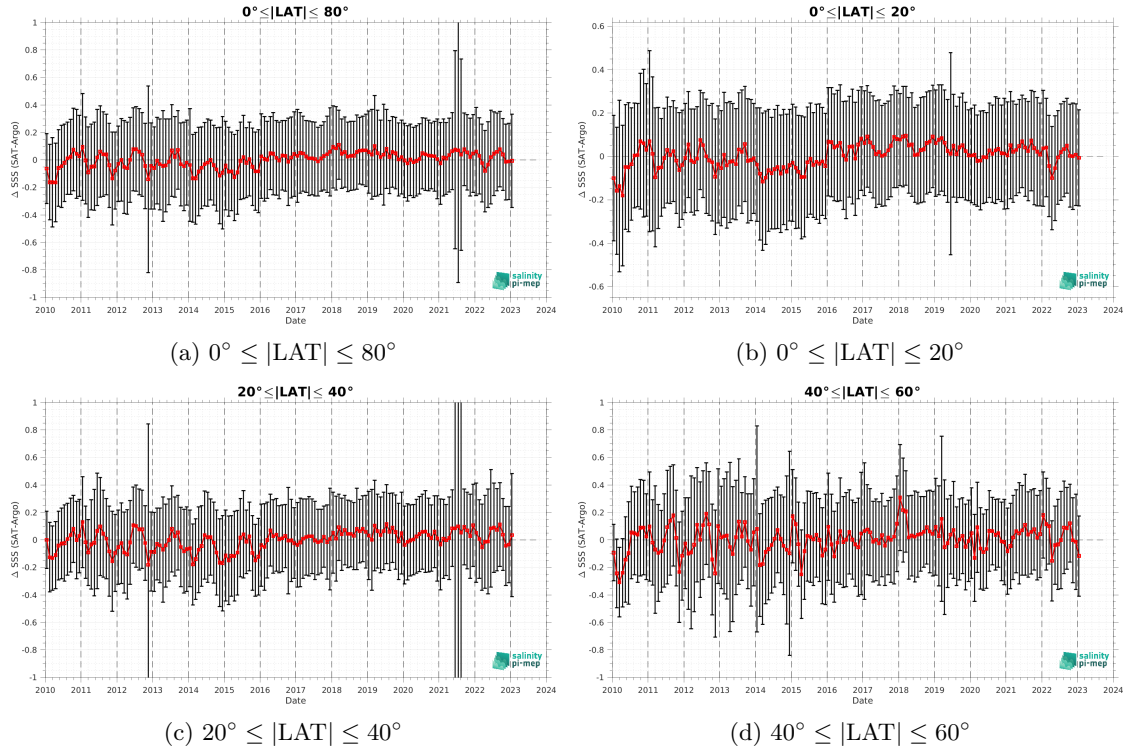 0°≤|LAT|≤ 80°
Δ SSS (SAT-Argo)
1
0.8
0.6
0.4
0.2
0
-0.2
-0.4
-0.6
-0.8
-1
2010 2011 2012 2013 2014 2015 2016 2017 2018 2019 2020 2021 2022 2023 2024
Date
salinity
pi-mep
(a) 0° ≤ |LAT| ≤ 80°
0°≤|LAT|≤ 20°
Δ SSS (SAT-Argo)
0.6
0.4
0.2
0
-0.2
-0.4
-0.6
2010 2011 2012 2013 2014 2015 2016 2017 2018 2019 2020 2021 2022 2023 2024
Date
salinity
pi-mep
(b) 0° ≤ |LAT| ≤ 20°
20°≤|LAT|≤ 40°
Δ SSS (SAT-Argo)
1
0.8
0.6
0.4
0.2
0
-0.2
-0.4
-0.6
-0.8
-1
2010 2011 2012 2013 2014 2015 2016 2017 2018 2019 2020 2021 2022 2023 2024
Date
salinity
pi-mep
(c) 20° ≤ |LAT| ≤ 40°
40°≤|LAT|≤ 60°
Δ SSS (SAT-Argo)
1
0.8
0.6
0.4
0.2
0
-0.2
-0.4
-0.6
-0.8
-1
2010 2011 2012 2013 2014 2015 2016 2017 2018 2019 2020 2021 2022 2023 2024
Date
salinity
pi-mep
(d) 40° ≤ |LAT| ≤ 60°